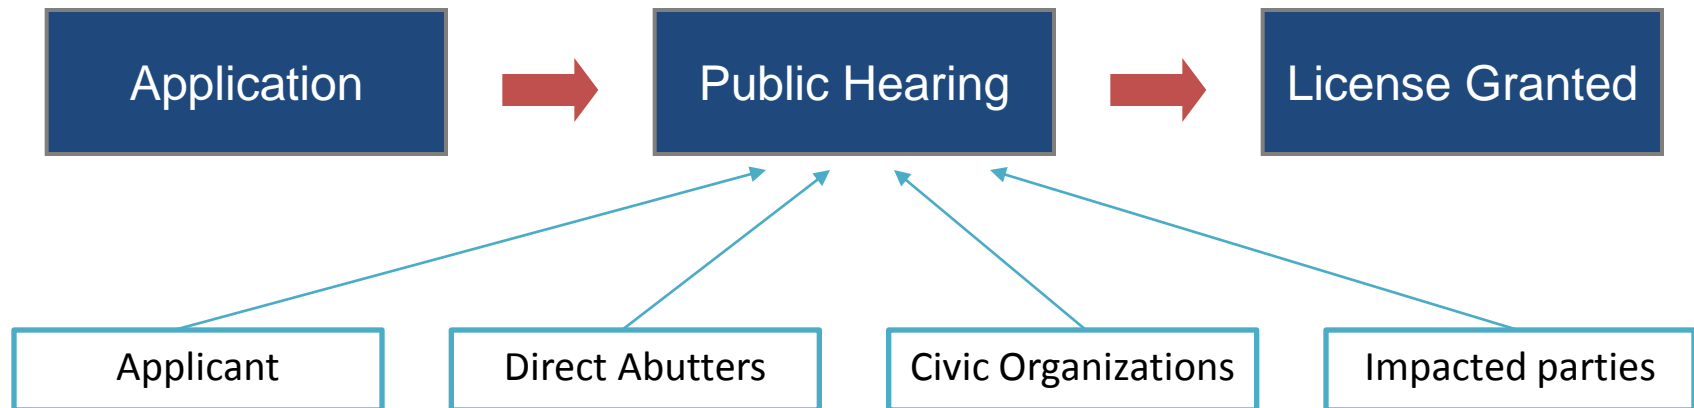 Application
Public Hearing
License Granted
Applicant
Direct Abutters
Civic Organizations
Impacted parties